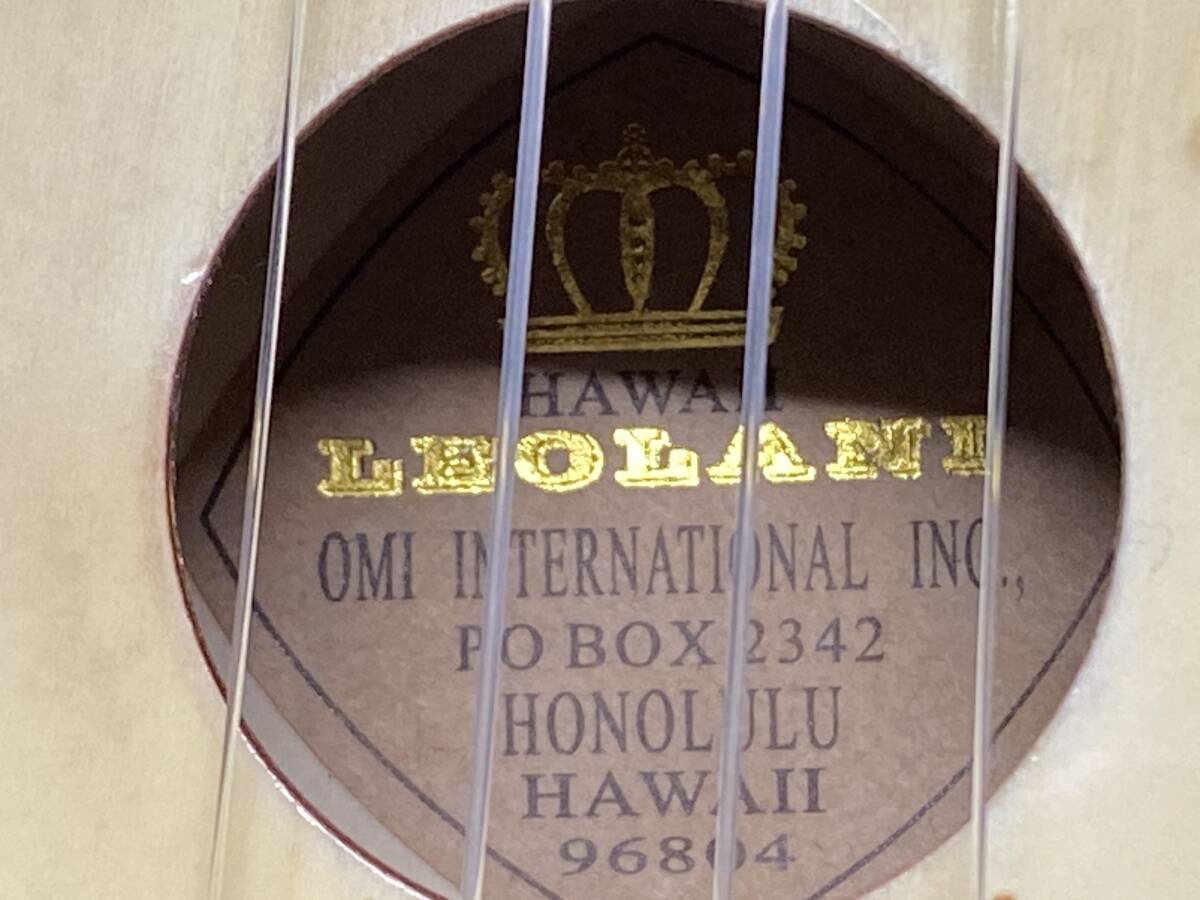 HAWAII
LEOLANI
OMI INTERNATIONAL INC.,
PO BOX 2342
HONOLULU
HAWAII
96804